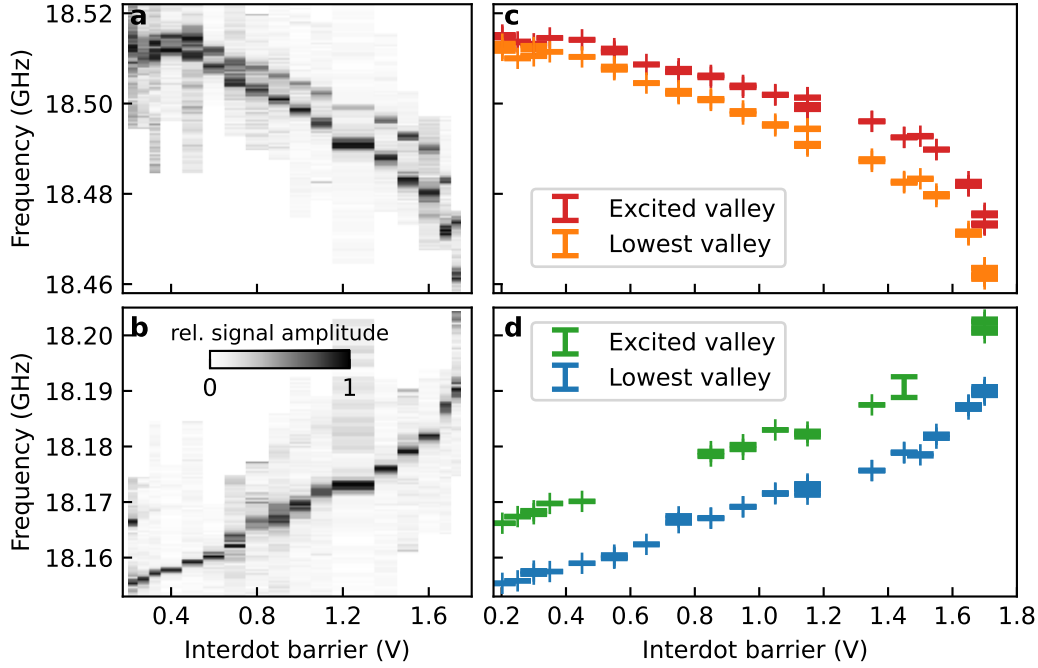 a
18.52
18.50
18.48
18.46
Frequency (GHz)
c
Excited valley
Lowest valley
b
rel. signal amplitude
0
1
18.20
18.19
18.18
18.17
18.16
Frequency (GHz)
0.4
0.8
1.2
1.6
Interdot barrier (V)
d
Excited valley
Lowest valley
0.2
0.4
0.6
0.8
1.0
1.2
1.4
1.6
1.8
Interdot barrier (V)